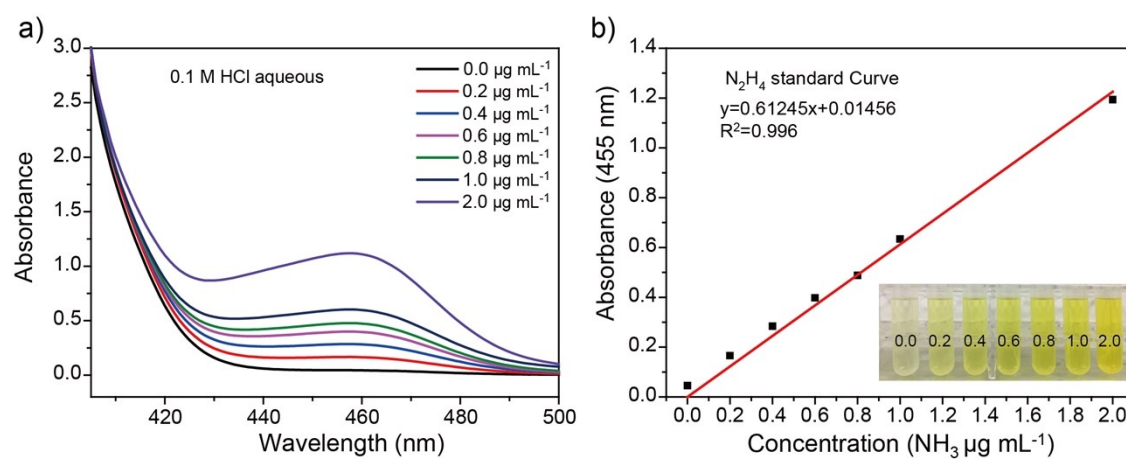 a)
0.1 M HCl aqueous
0.0 µg mL⁻¹
0.2 µg mL⁻¹
0.4 µg mL⁻¹
0.6 µg mL⁻¹
0.8 µg mL⁻¹
1.0 µg mL⁻¹
2.0 µg mL⁻¹
Absorbance
3.0
2.5
2.0
1.5
1.0
0.5
0.0
420 440 460 480 500
Wavelength (nm)
b)
N₂H₄ standard Curve
y=0.61245x+0.01456
R²=0.996
Absorbance (455 nm)
1.4
1.2
1.0
0.8
0.6
0.4
0.2
0.0
0.0 0.2 0.4 0.6 0.8 1.0 2.0
0.0 0.2 0.4 0.6 0.8 1.0 1.2 1.4 1.6 1.8 2.0
Concentration (NH₃ µg mL⁻¹)